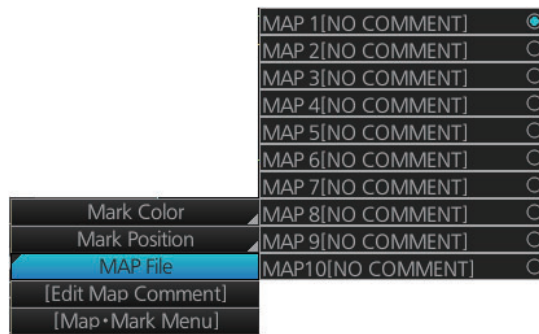 MAP 1[NO COMMENT]
MAP 2[NO COMMENT]
MAP 3[NO COMMENT]
MAP 4[NO COMMENT]
MAP 5[NO COMMENT]
MAP 6[NO COMMENT]
MAP 7[NO COMMENT]
MAP 8[NO COMMENT]
MAP 9[NO COMMENT]
MAP10[NO COMMENT]
Mark Color
Mark Position
MAP File
[Edit Map Comment]
[Map•Mark Menu]